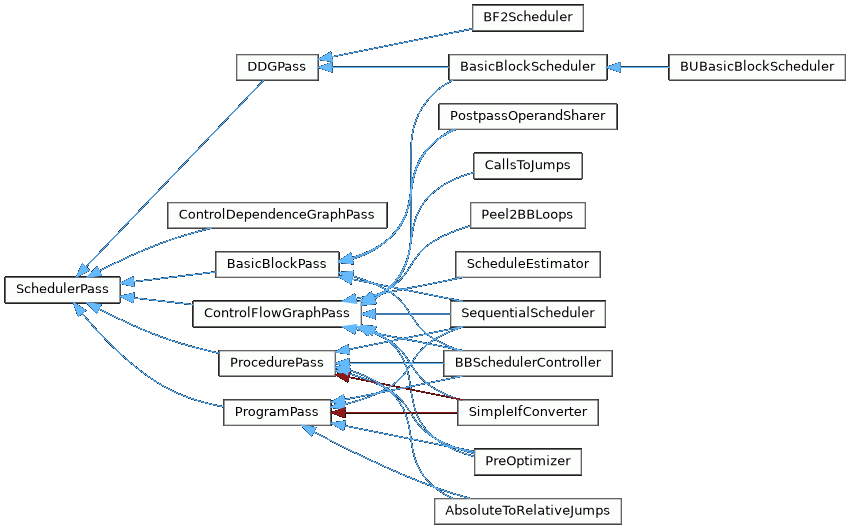 BF2Scheduler
DDGPass
BasicBlockScheduler
BUBasicBlockScheduler
PostpassOperandSharer
CallsToJumps
ControlDependenceGraphPass
Peel2BBLoops
BasicBlockPass
ScheduleEstimator
SchedulerPass
ControlFlowGraphPass
SequentialScheduler
ProcedurePass
BBSchedulerController
ProgramPass
SimpleIfConverter
PreOptimizer
AbsoluteToRelativeJumps